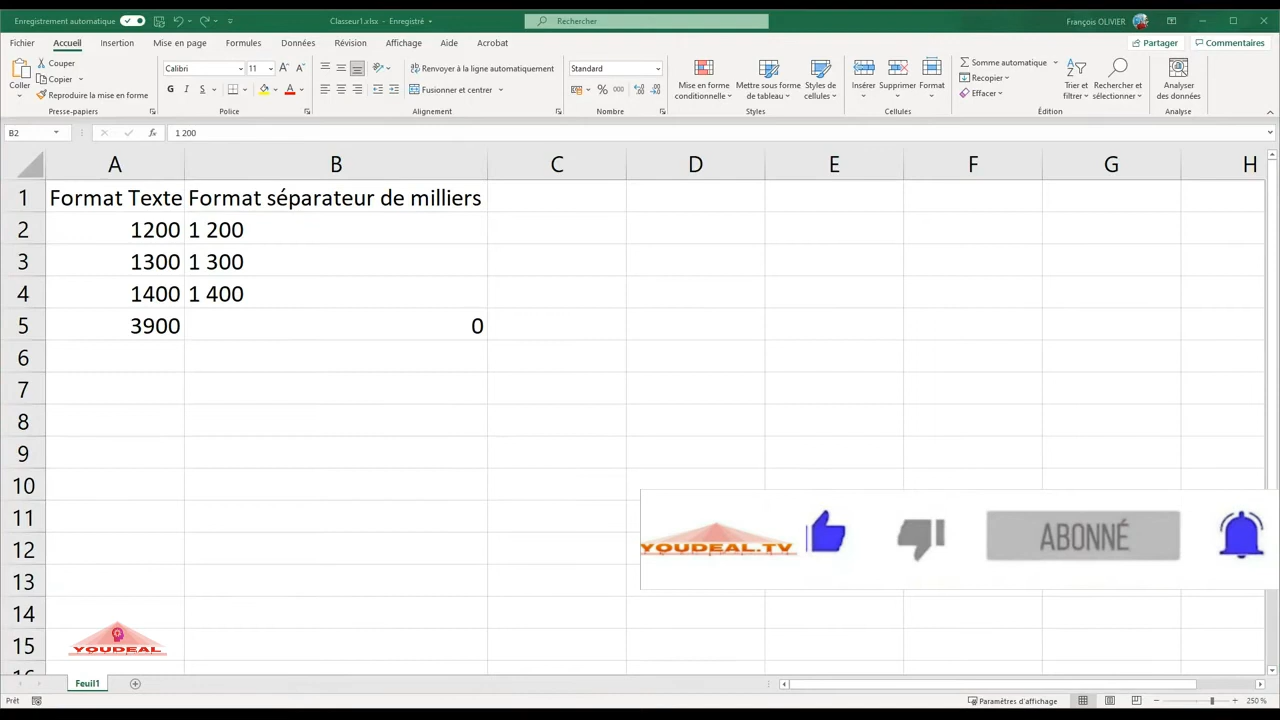 Enregistrement automatique
Classeur1.xlsx - Enregistré
Rechercher
François OLIVIER
Fichier Accueil Insertion Mise en page Formules Données Révision Affichage Aide Acrobat
Partager Commentaires
Coller
Couper
Copier
Reproduire la mise en forme
Presse-papiers
Calibri 11
G I S
Police
Renvoyer à la ligne automatiquement
Fusionner et centrer
Alignement
Standard
% 000
Nombre
Mise en forme conditionnelle
Mettre sous forme de tableau
Styles de cellules
Styles
Insérer
Supprimer
Format
Cellules
Somme automatique
Recopier
Effacer
Trier et filtrer
Rechercher et sélectionner
Édition
Analyser des données
Analyse
B2 fx 1 200
A B C D E F G H
1 Format Texte Format séparateur de milliers
2 1200 1 200
3 1300 1 300
4 1400 1 400
5 3900 0
6
7
8
9
10
11
12
13
14
15
16
YOUDEAL.TV
ABONNÉ
YOUDEAL
Feuil1
Prêt
Paramètres d'affichage
250 %